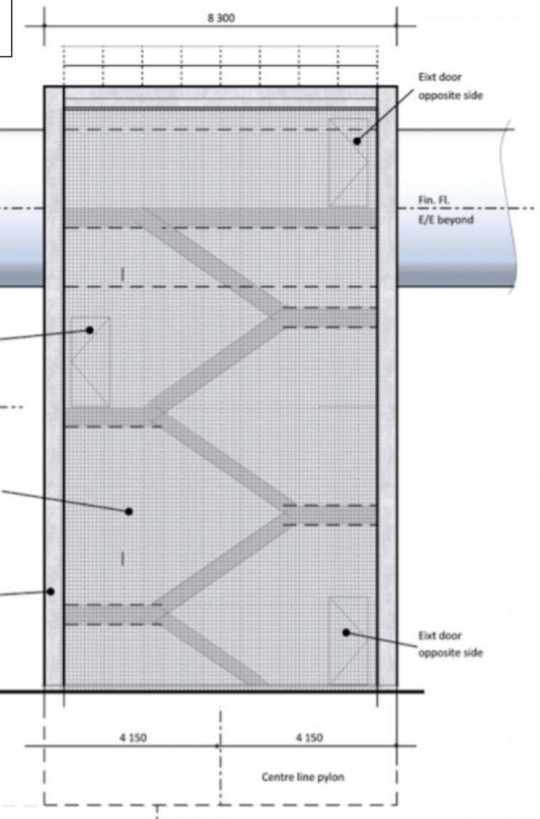 8 300
Eixt door
opposite side
Fin. Fl.
E/E beyond
Eixt door
opposite side
4 150
4 150
Centre line pylon